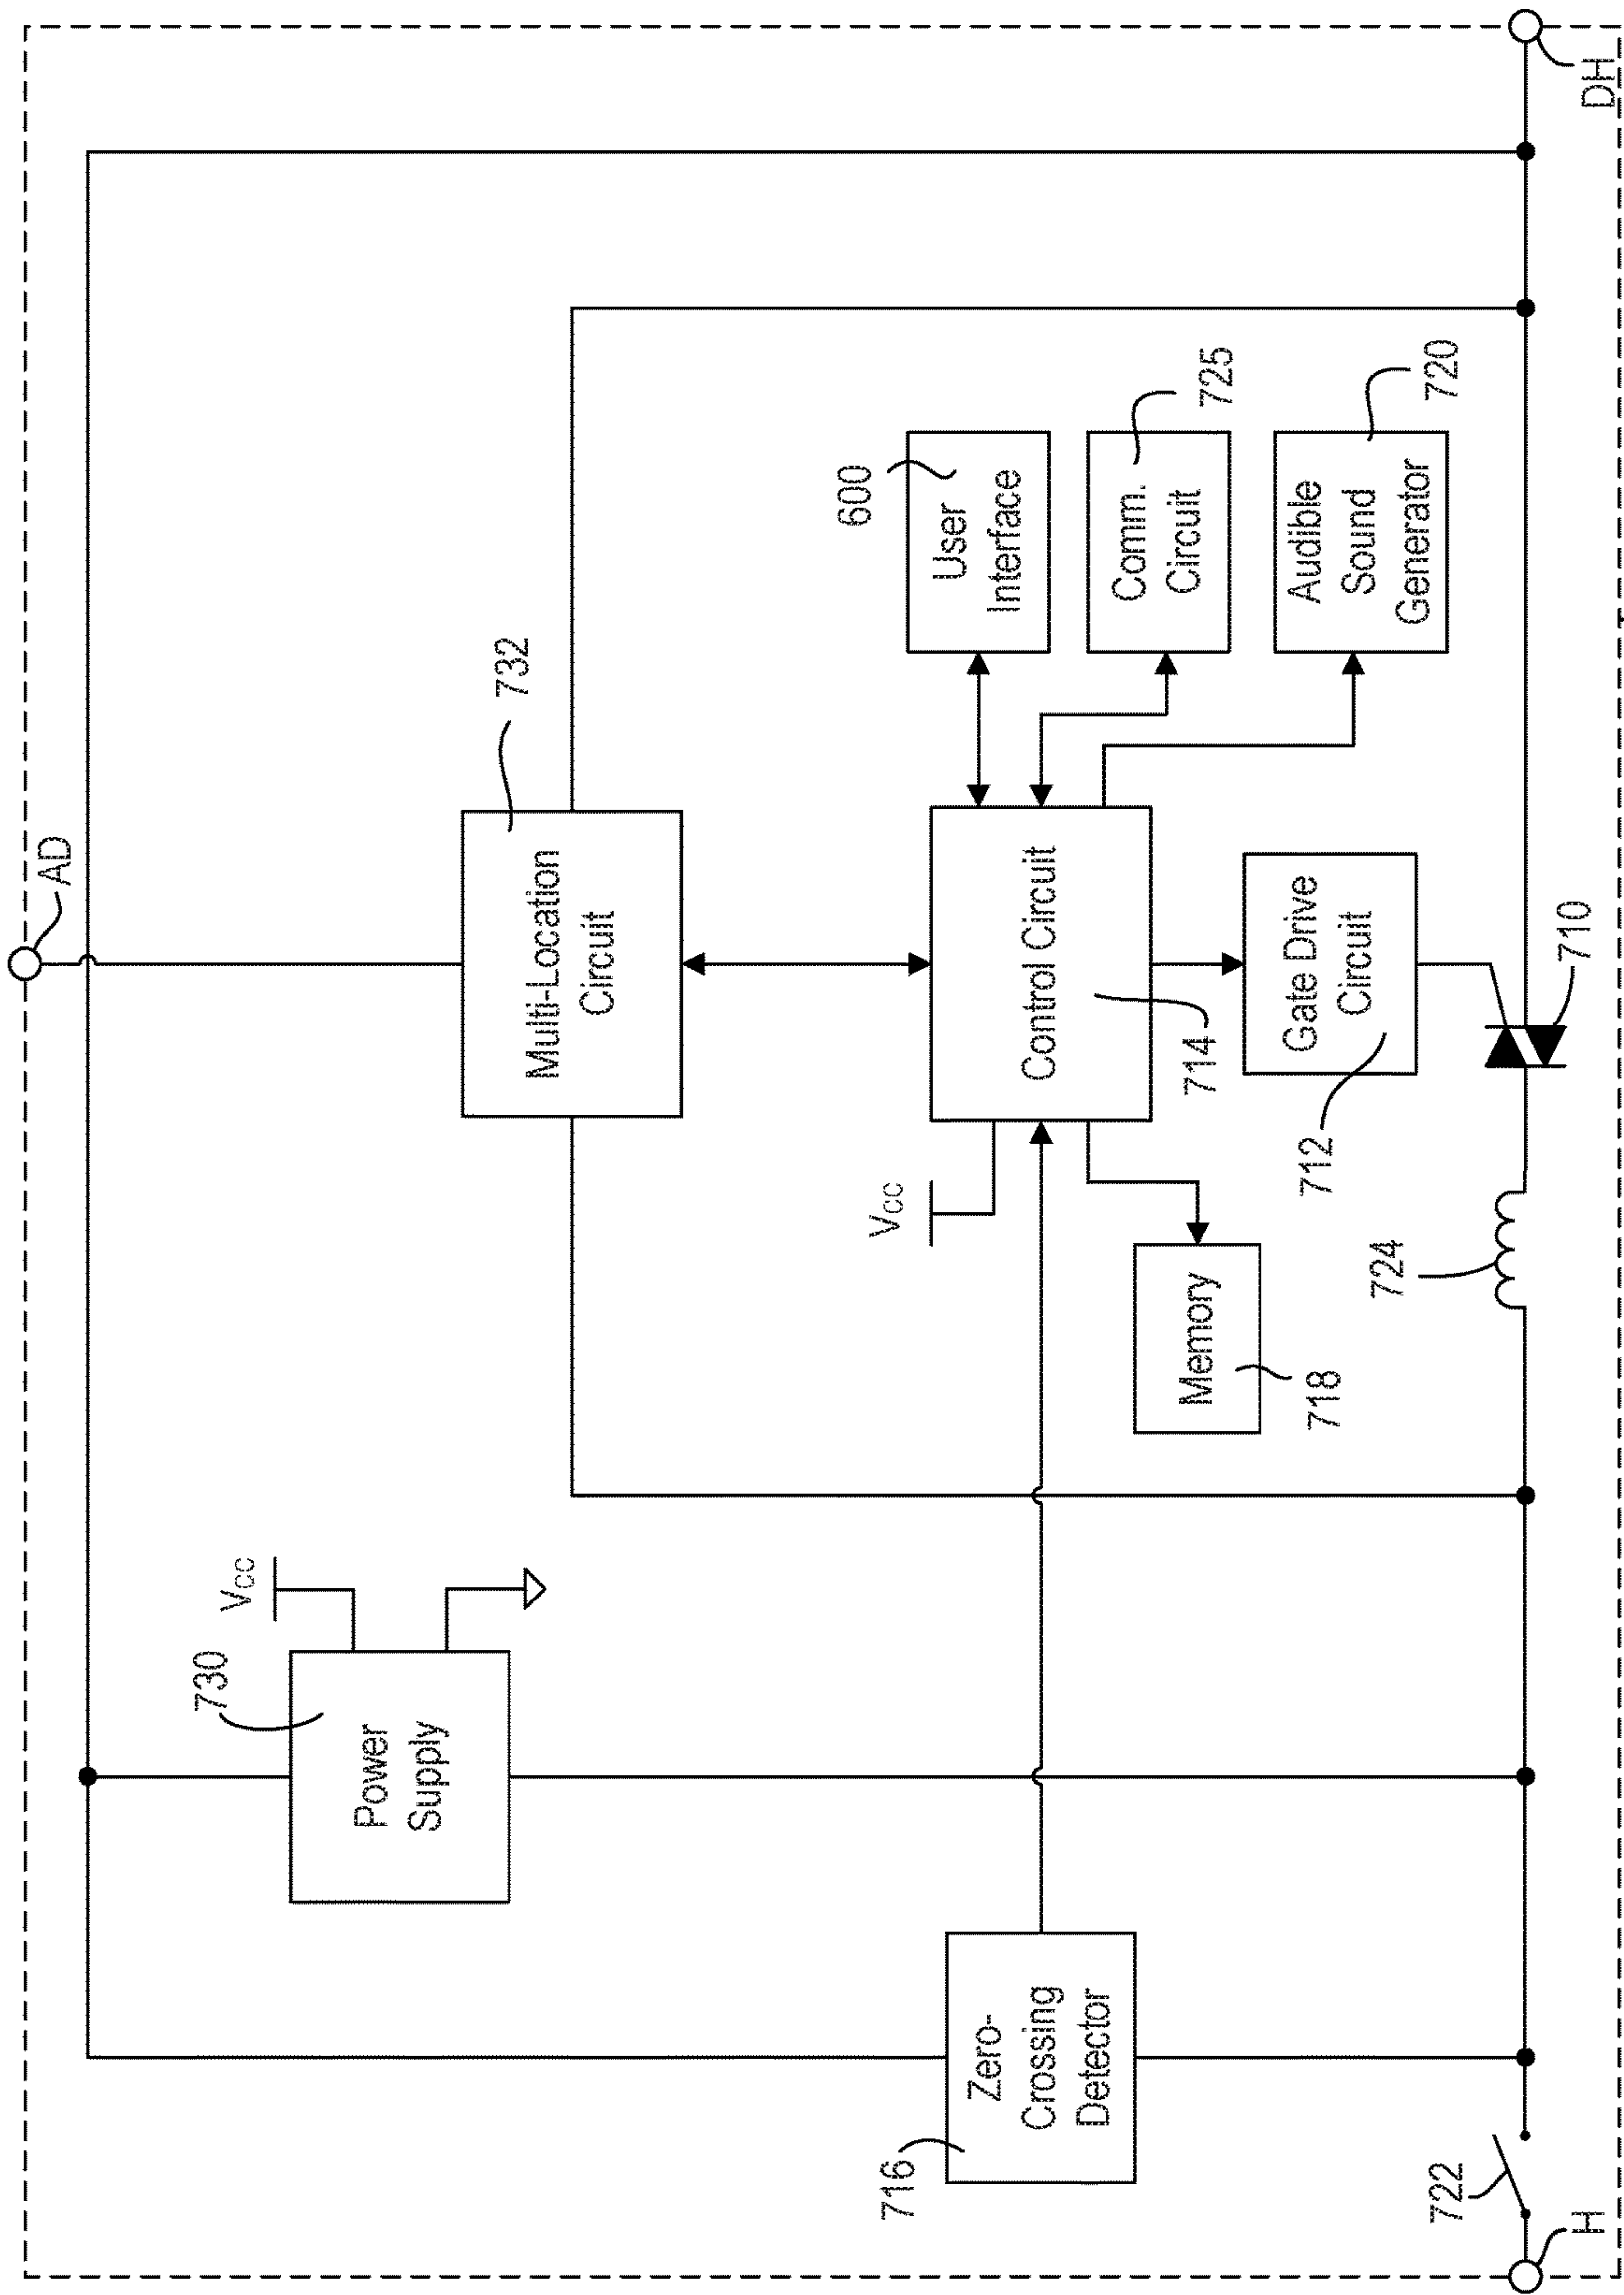 AD
732
Multi-Location
Circuit
730
Power
Supply
VCC
VCC
600
User
Interface
725
Comm.
Circuit
720
Audible
Sound
Generator
Control Circuit
714
716
Zero-
Crossing
Detector
Memory
718
Gate Drive
Circuit
712
710
724
722
H
DH